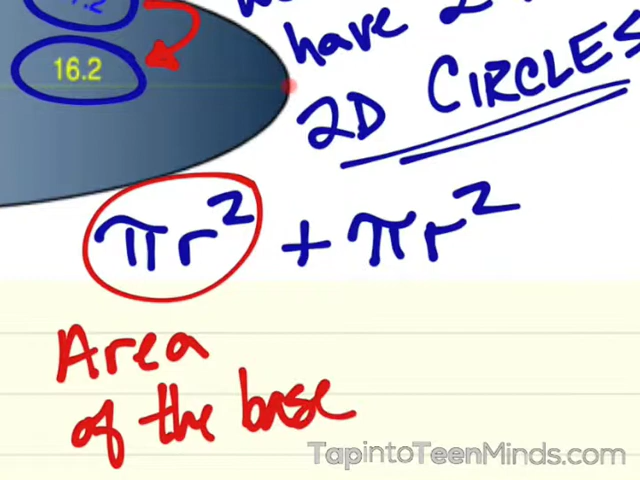 16.2
have 2
2D CIRCLES
πr² + πr²
Area
of the base
TapintoTeenMinds.com